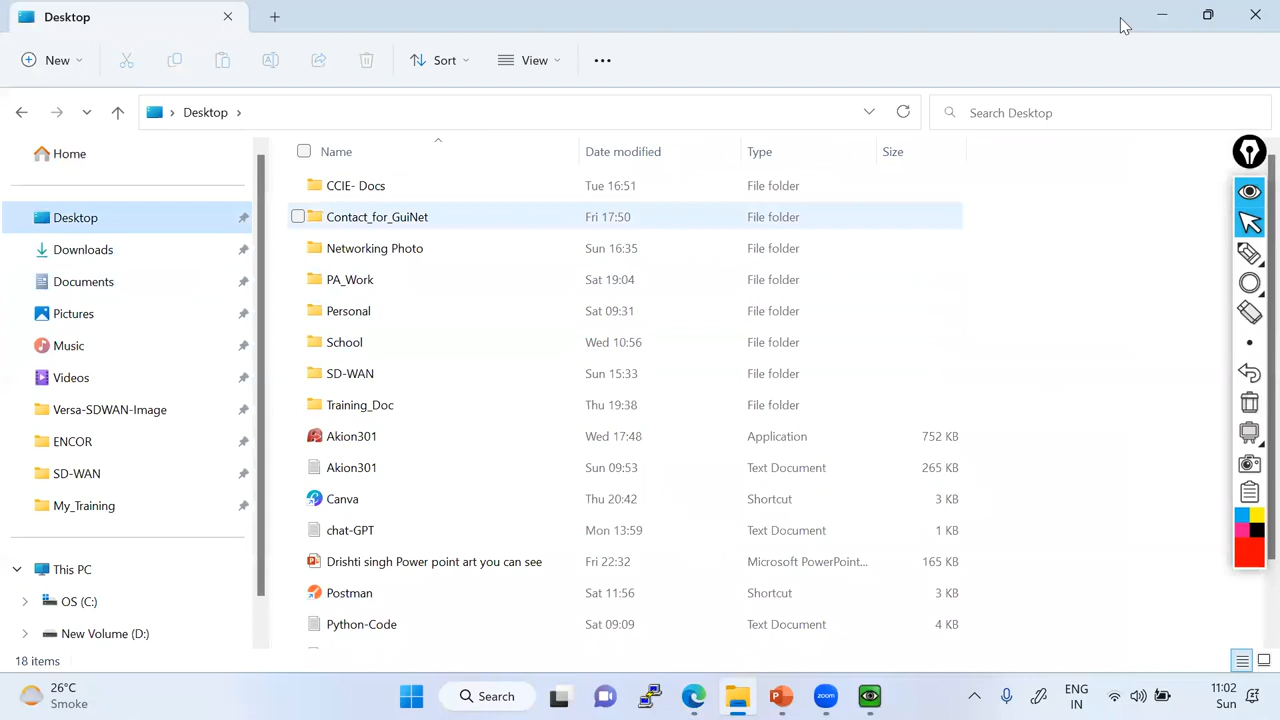 Desktop
New Sort View
Desktop Search Desktop
Home
Desktop
Downloads
Documents
Pictures
Music
Videos
Versa-SDWAN-Image
ENCOR
SD-WAN
My_Training
This PC
OS (C:)
New Volume (D:)
Name Date modified Type Size
CCIE- Docs Tue 16:51 File folder
Contact_for_GuiNet Fri 17:50 File folder
Networking Photo Sun 16:35 File folder
PA_Work Sat 19:04 File folder
Personal Sat 09:31 File folder
School Wed 10:56 File folder
SD-WAN Sun 15:33 File folder
Training_Doc Thu 19:38 File folder
Akion301 Wed 17:48 Application 752 KB
Akion301 Sun 09:53 Text Document 265 KB
Canva Thu 20:42 Shortcut 3 KB
chat-GPT Mon 13:59 Text Document 1 KB
Drishti singh Power point art you can see Fri 22:32 Microsoft PowerPoint... 165 KB
Postman Sat 11:56 Shortcut 3 KB
Python-Code Sat 09:09 Text Document 4 KB
18 items
26°C
Smoke
Search
zoom
ENG
IN
11:02
Sun